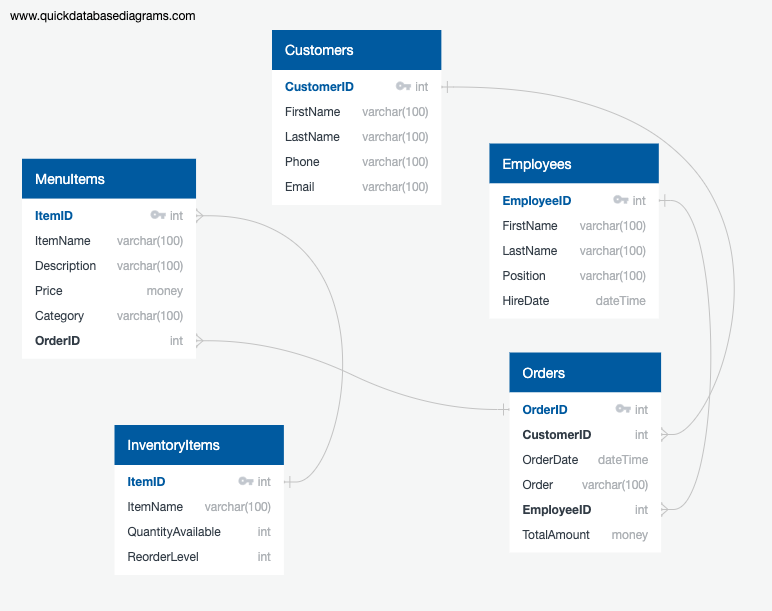 www.quickdatabasediagrams.com
Customers
CustomerID int
FirstName varchar(100)
LastName varchar(100)
Phone varchar(100)
Email varchar(100)
Employees
EmployeeID int
FirstName varchar(100)
LastName varchar(100)
Position varchar(100)
HireDate dateTime
MenuItems
ItemID int
ItemName varchar(100)
Description varchar(100)
Price money
Category varchar(100)
OrderID int
Orders
OrderID int
CustomerID int
OrderDate dateTime
Order varchar(100)
EmployeeID int
TotalAmount money
InventoryItems
ItemID int
ItemName varchar(100)
QuantityAvailable int
ReorderLevel int